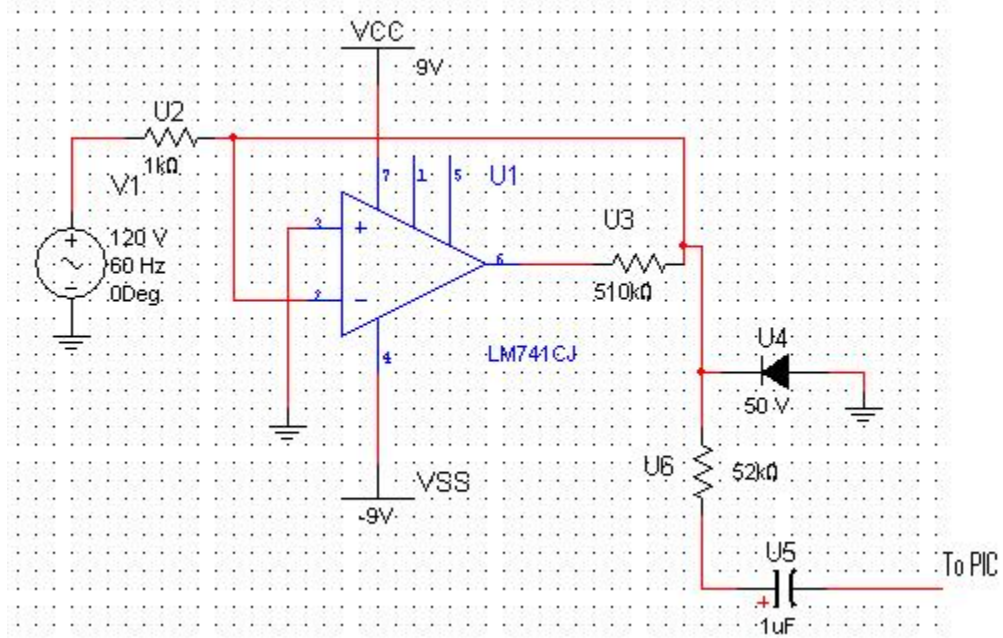 VCC
9V
U2
1kΩ
V1
120 V
60 Hz
0Deg.
7
1
5
U1
3
+
2
−
6
4
LM741CJ
U3
510kΩ
U4
50 V
VSS
-9V
U6
52kΩ
U5
+
1uF
To PIC